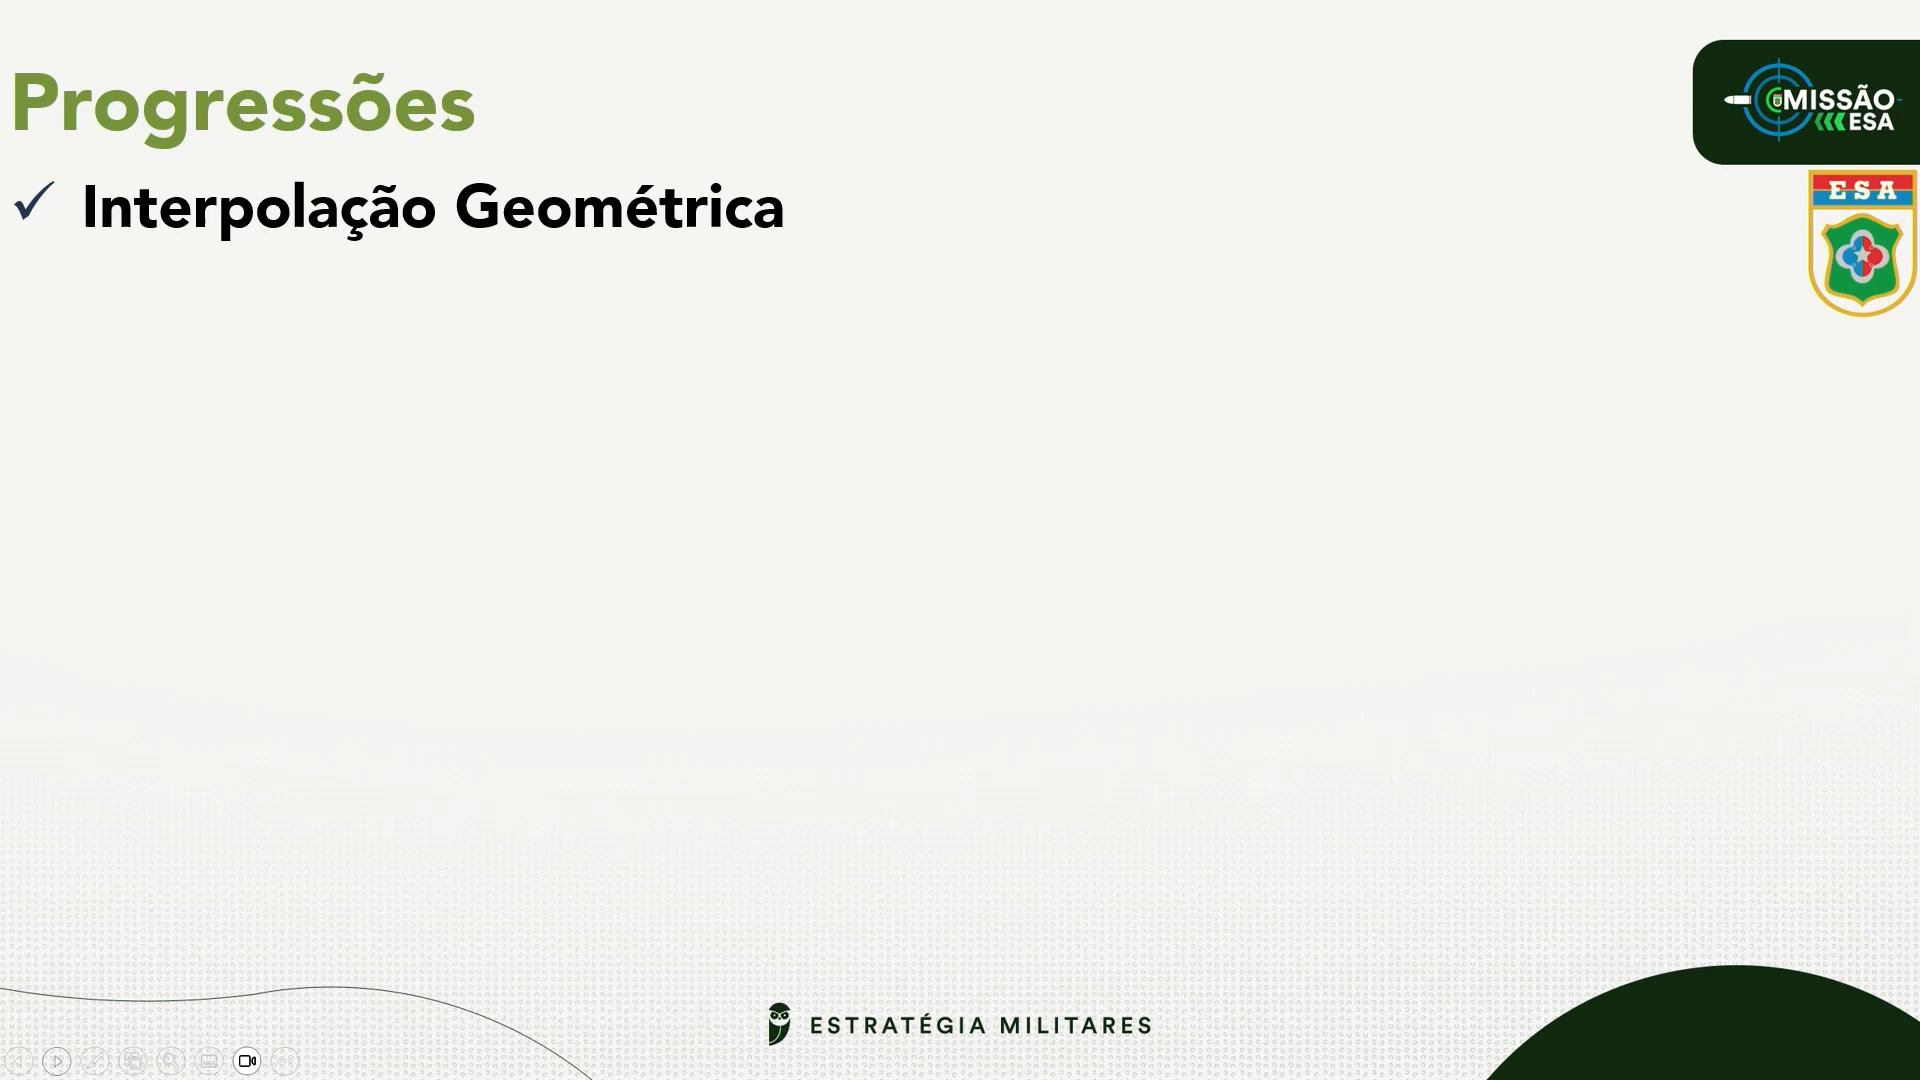 Progressões
MISSÃO
ESA
ESA
✓ Interpolação Geométrica
ESTRATÉGIA MILITARES